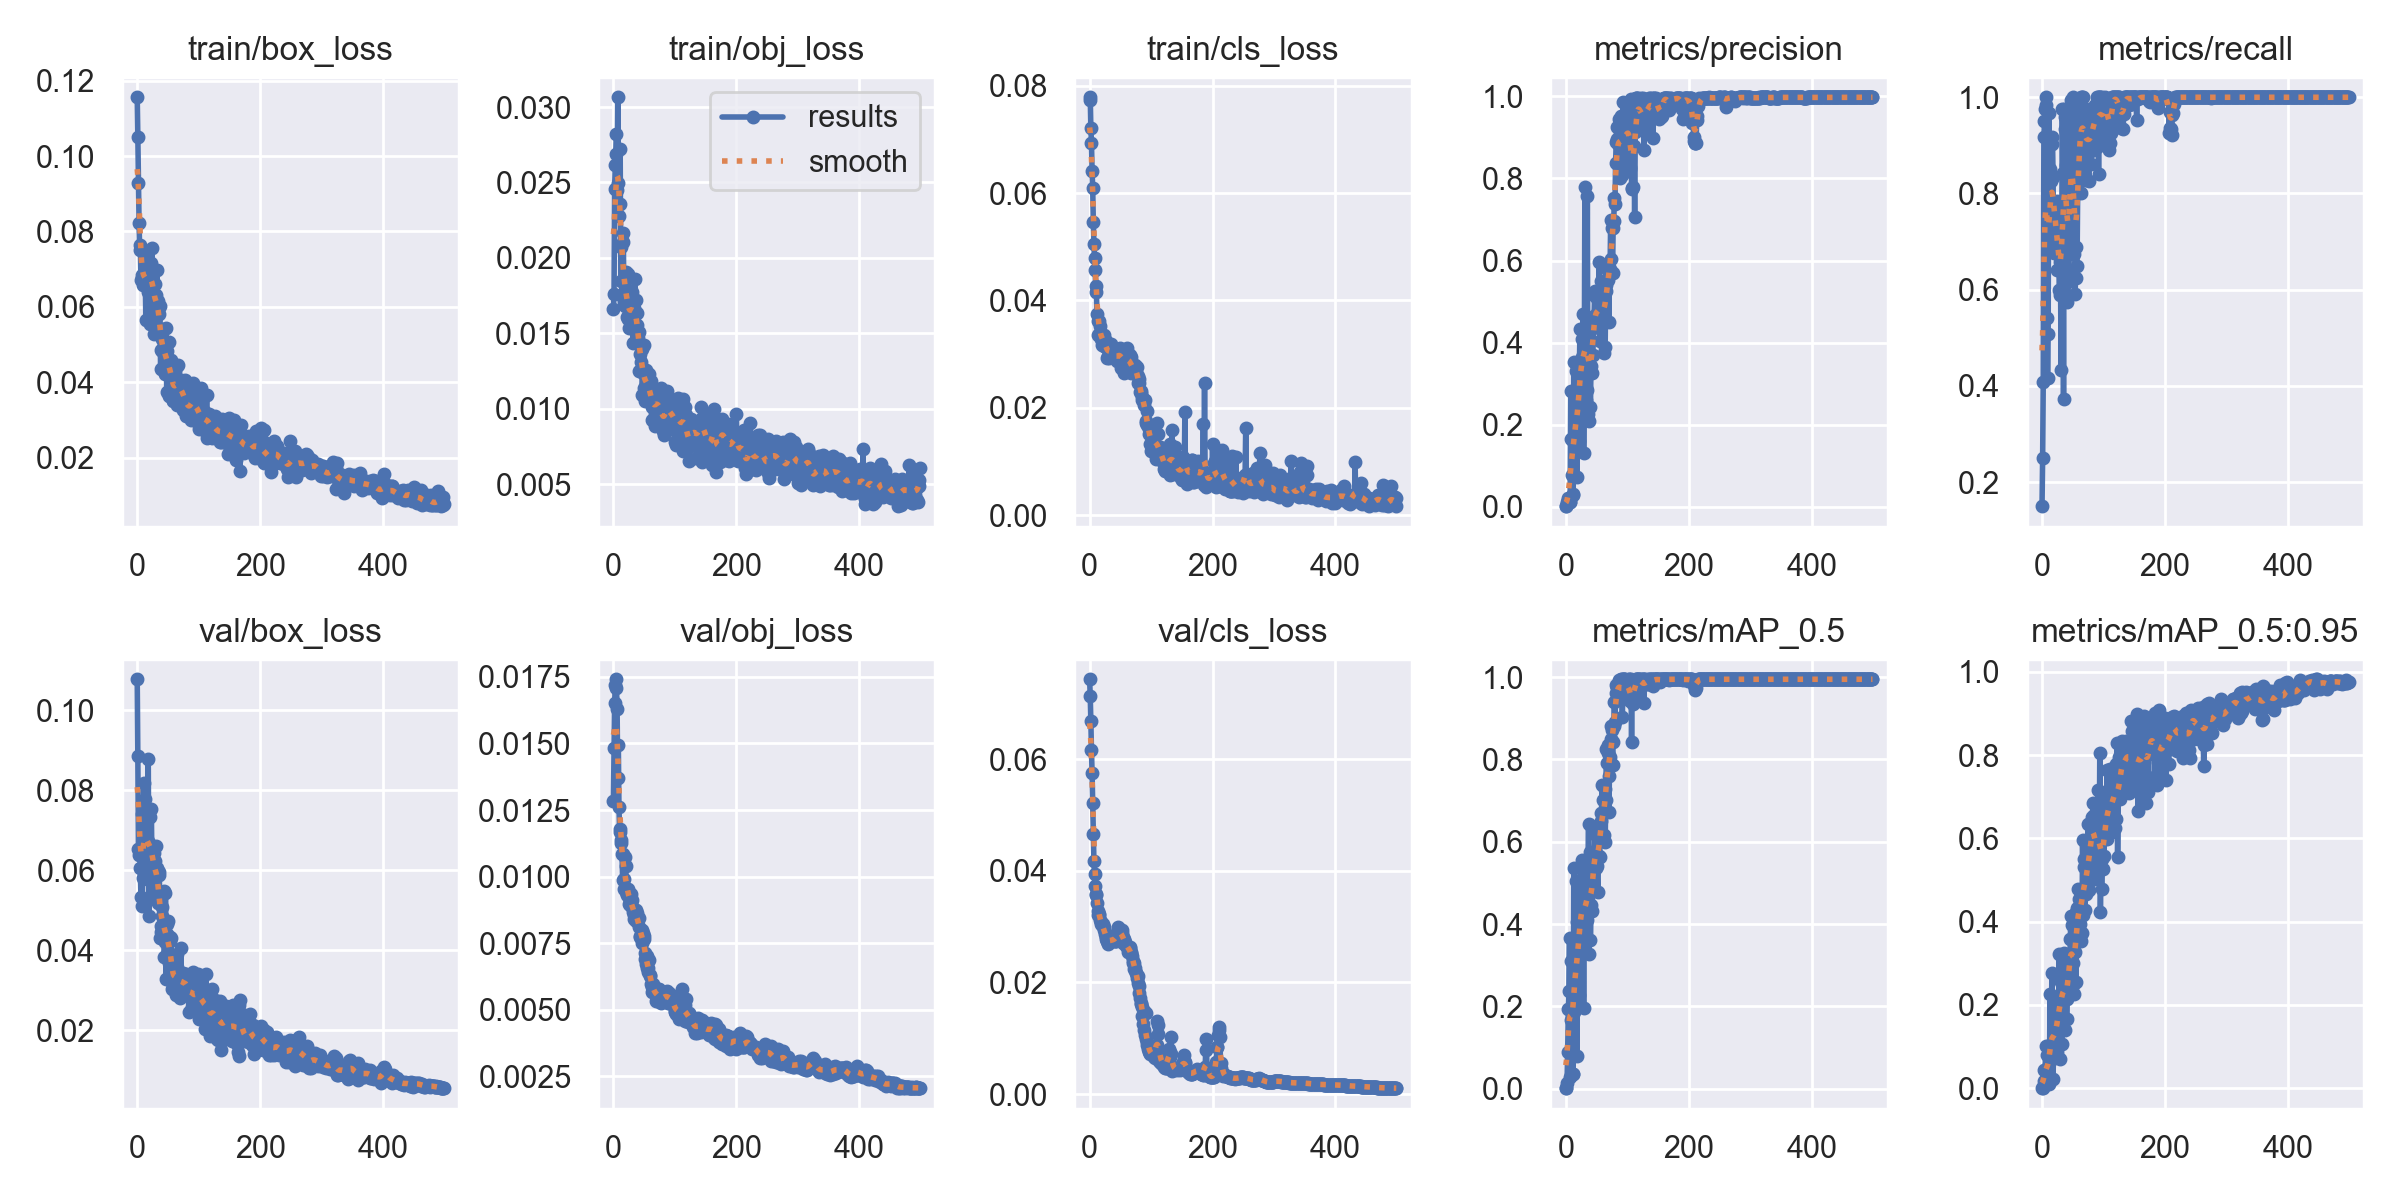 train/box_loss
train/obj_loss
train/cls_loss
metrics/precision
metrics/recall
0.12
0.10
0.08
0.06
0.04
0.02
0 200 400
0.030
0.025
0.020
0.015
0.010
0.005
results
smooth
0 200 400
0.08
0.06
0.04
0.02
0.00
0 200 400
1.0
0.8
0.6
0.4
0.2
0.0
0 200 400
1.0
0.8
0.6
0.4
0.2
0 200 400
val/box_loss
val/obj_loss
val/cls_loss
metrics/mAP_0.5
metrics/mAP_0.5:0.95
0.10
0.08
0.06
0.04
0.02
0 200 400
0.0175
0.0150
0.0125
0.0100
0.0075
0.0050
0.0025
0 200 400
0.06
0.04
0.02
0.00
0 200 400
1.0
0.8
0.6
0.4
0.2
0.0
0 200 400
1.0
0.8
0.6
0.4
0.2
0.0
0 200 400